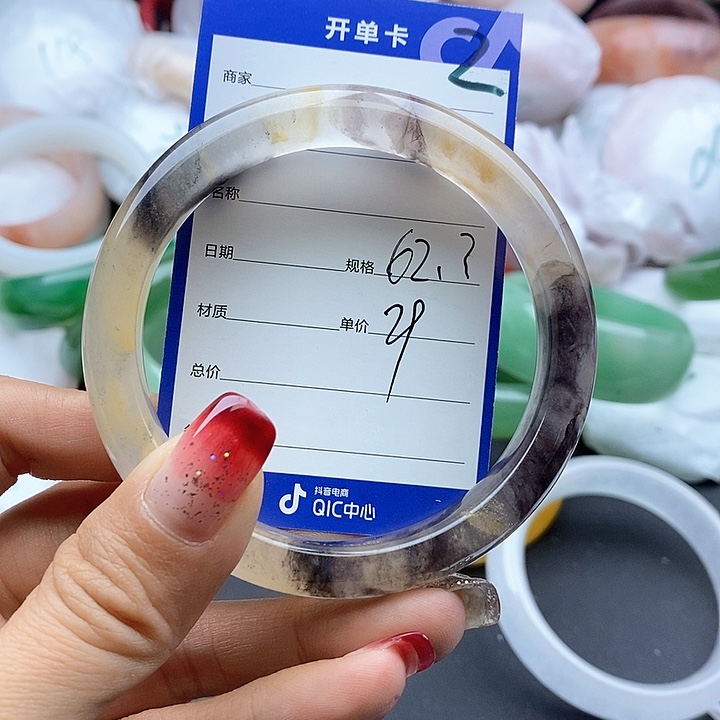 开单卡
2
商家
名称
日期 规格 62.3
材质 单价 29
总价
抖音电商
QIC中心